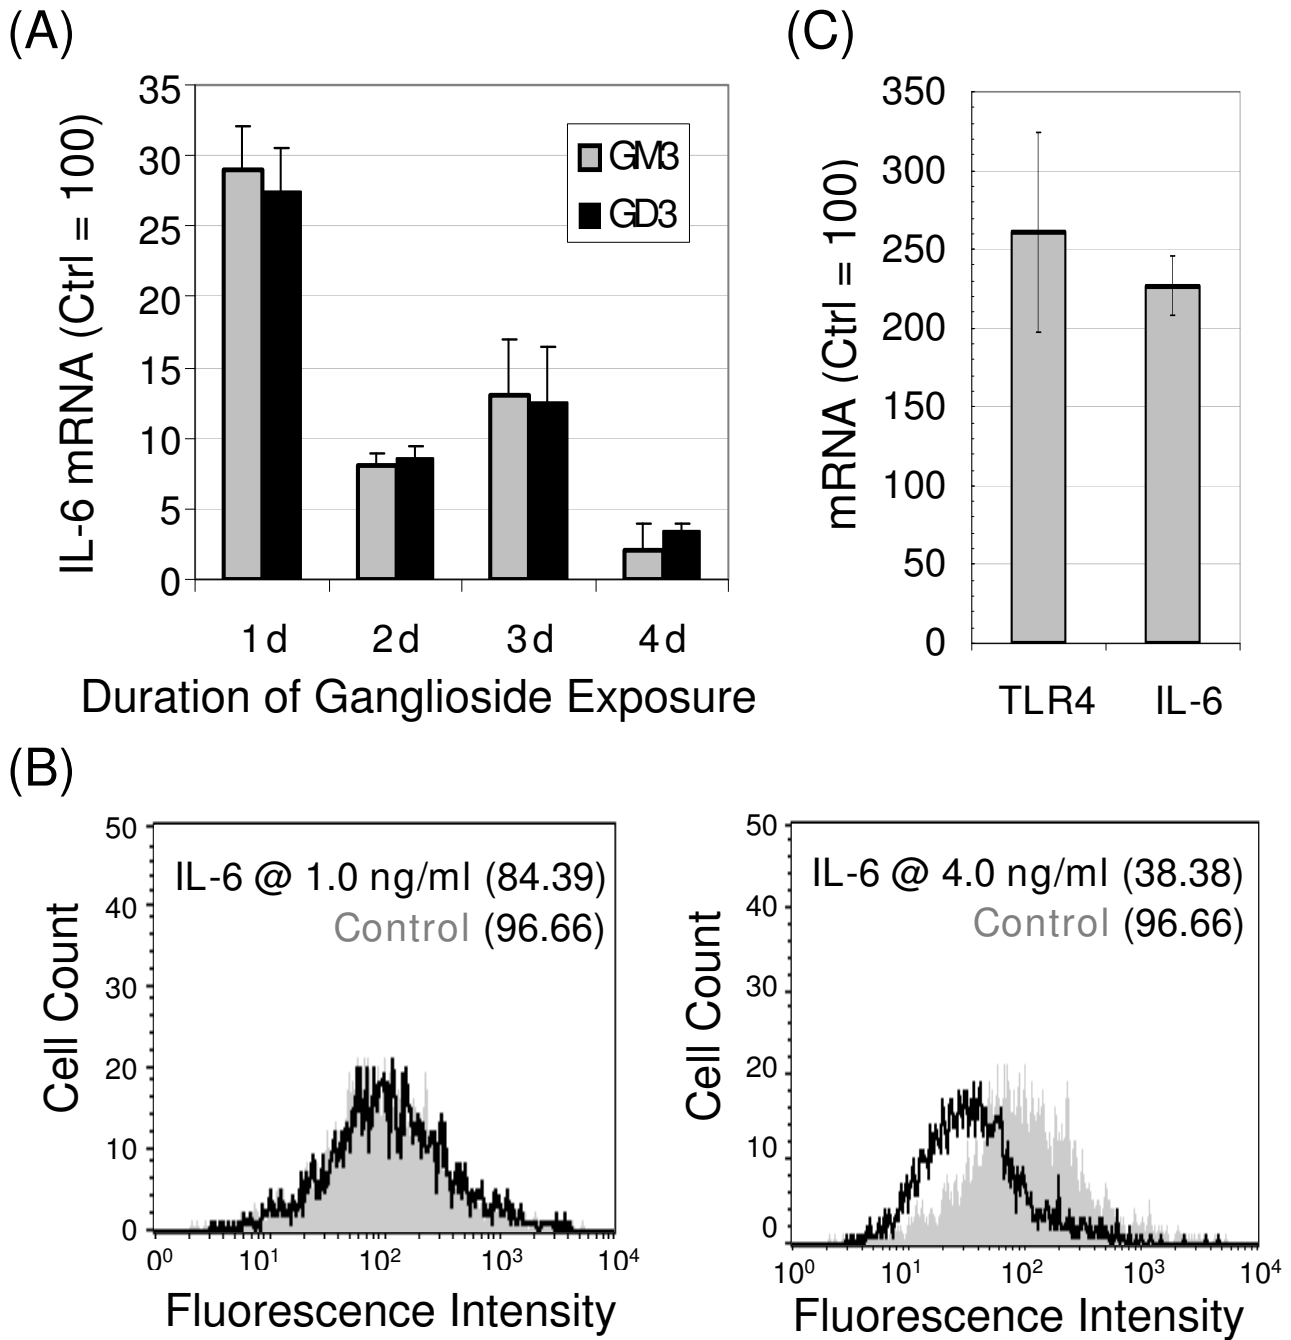 (A)
IL-6 mRNA (Ctrl = 100)
35
30
25
20
15
10
5
0
GM3
GD3
1d 2d 3d 4d
Duration of Ganglioside Exposure
(C)
mRNA (Ctrl = 100)
350
300
250
200
150
100
50
0
TLR4 IL-6
(B)
Cell Count
50
40
30
20
10
0
IL-6 @ 1.0 ng/ml (84.39)
Control (96.66)
10⁰ 10¹ 10² 10³ 10⁴
Fluorescence Intensity
Cell Count
50
40
30
20
10
0
IL-6 @ 4.0 ng/ml (38.38)
Control (96.66)
10⁰ 10¹ 10² 10³ 10⁴
Fluorescence Intensity